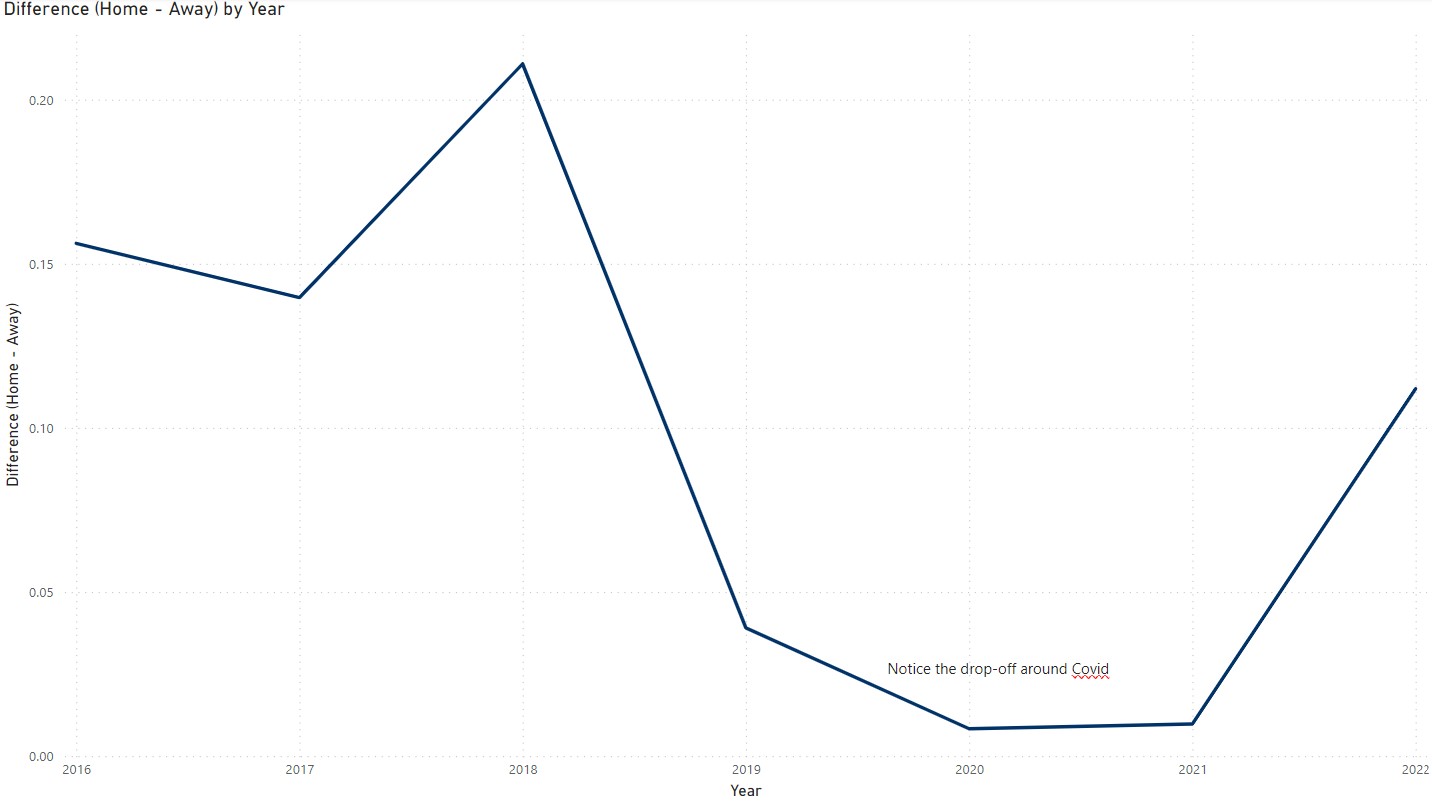 Difference (Home - Away) by Year
Difference (Home - Away)
0.20
0.15
0.10
0.05
0.00
Notice the drop-off around Covid
2016 2017 2018 2019 2020 2021 2022
Year